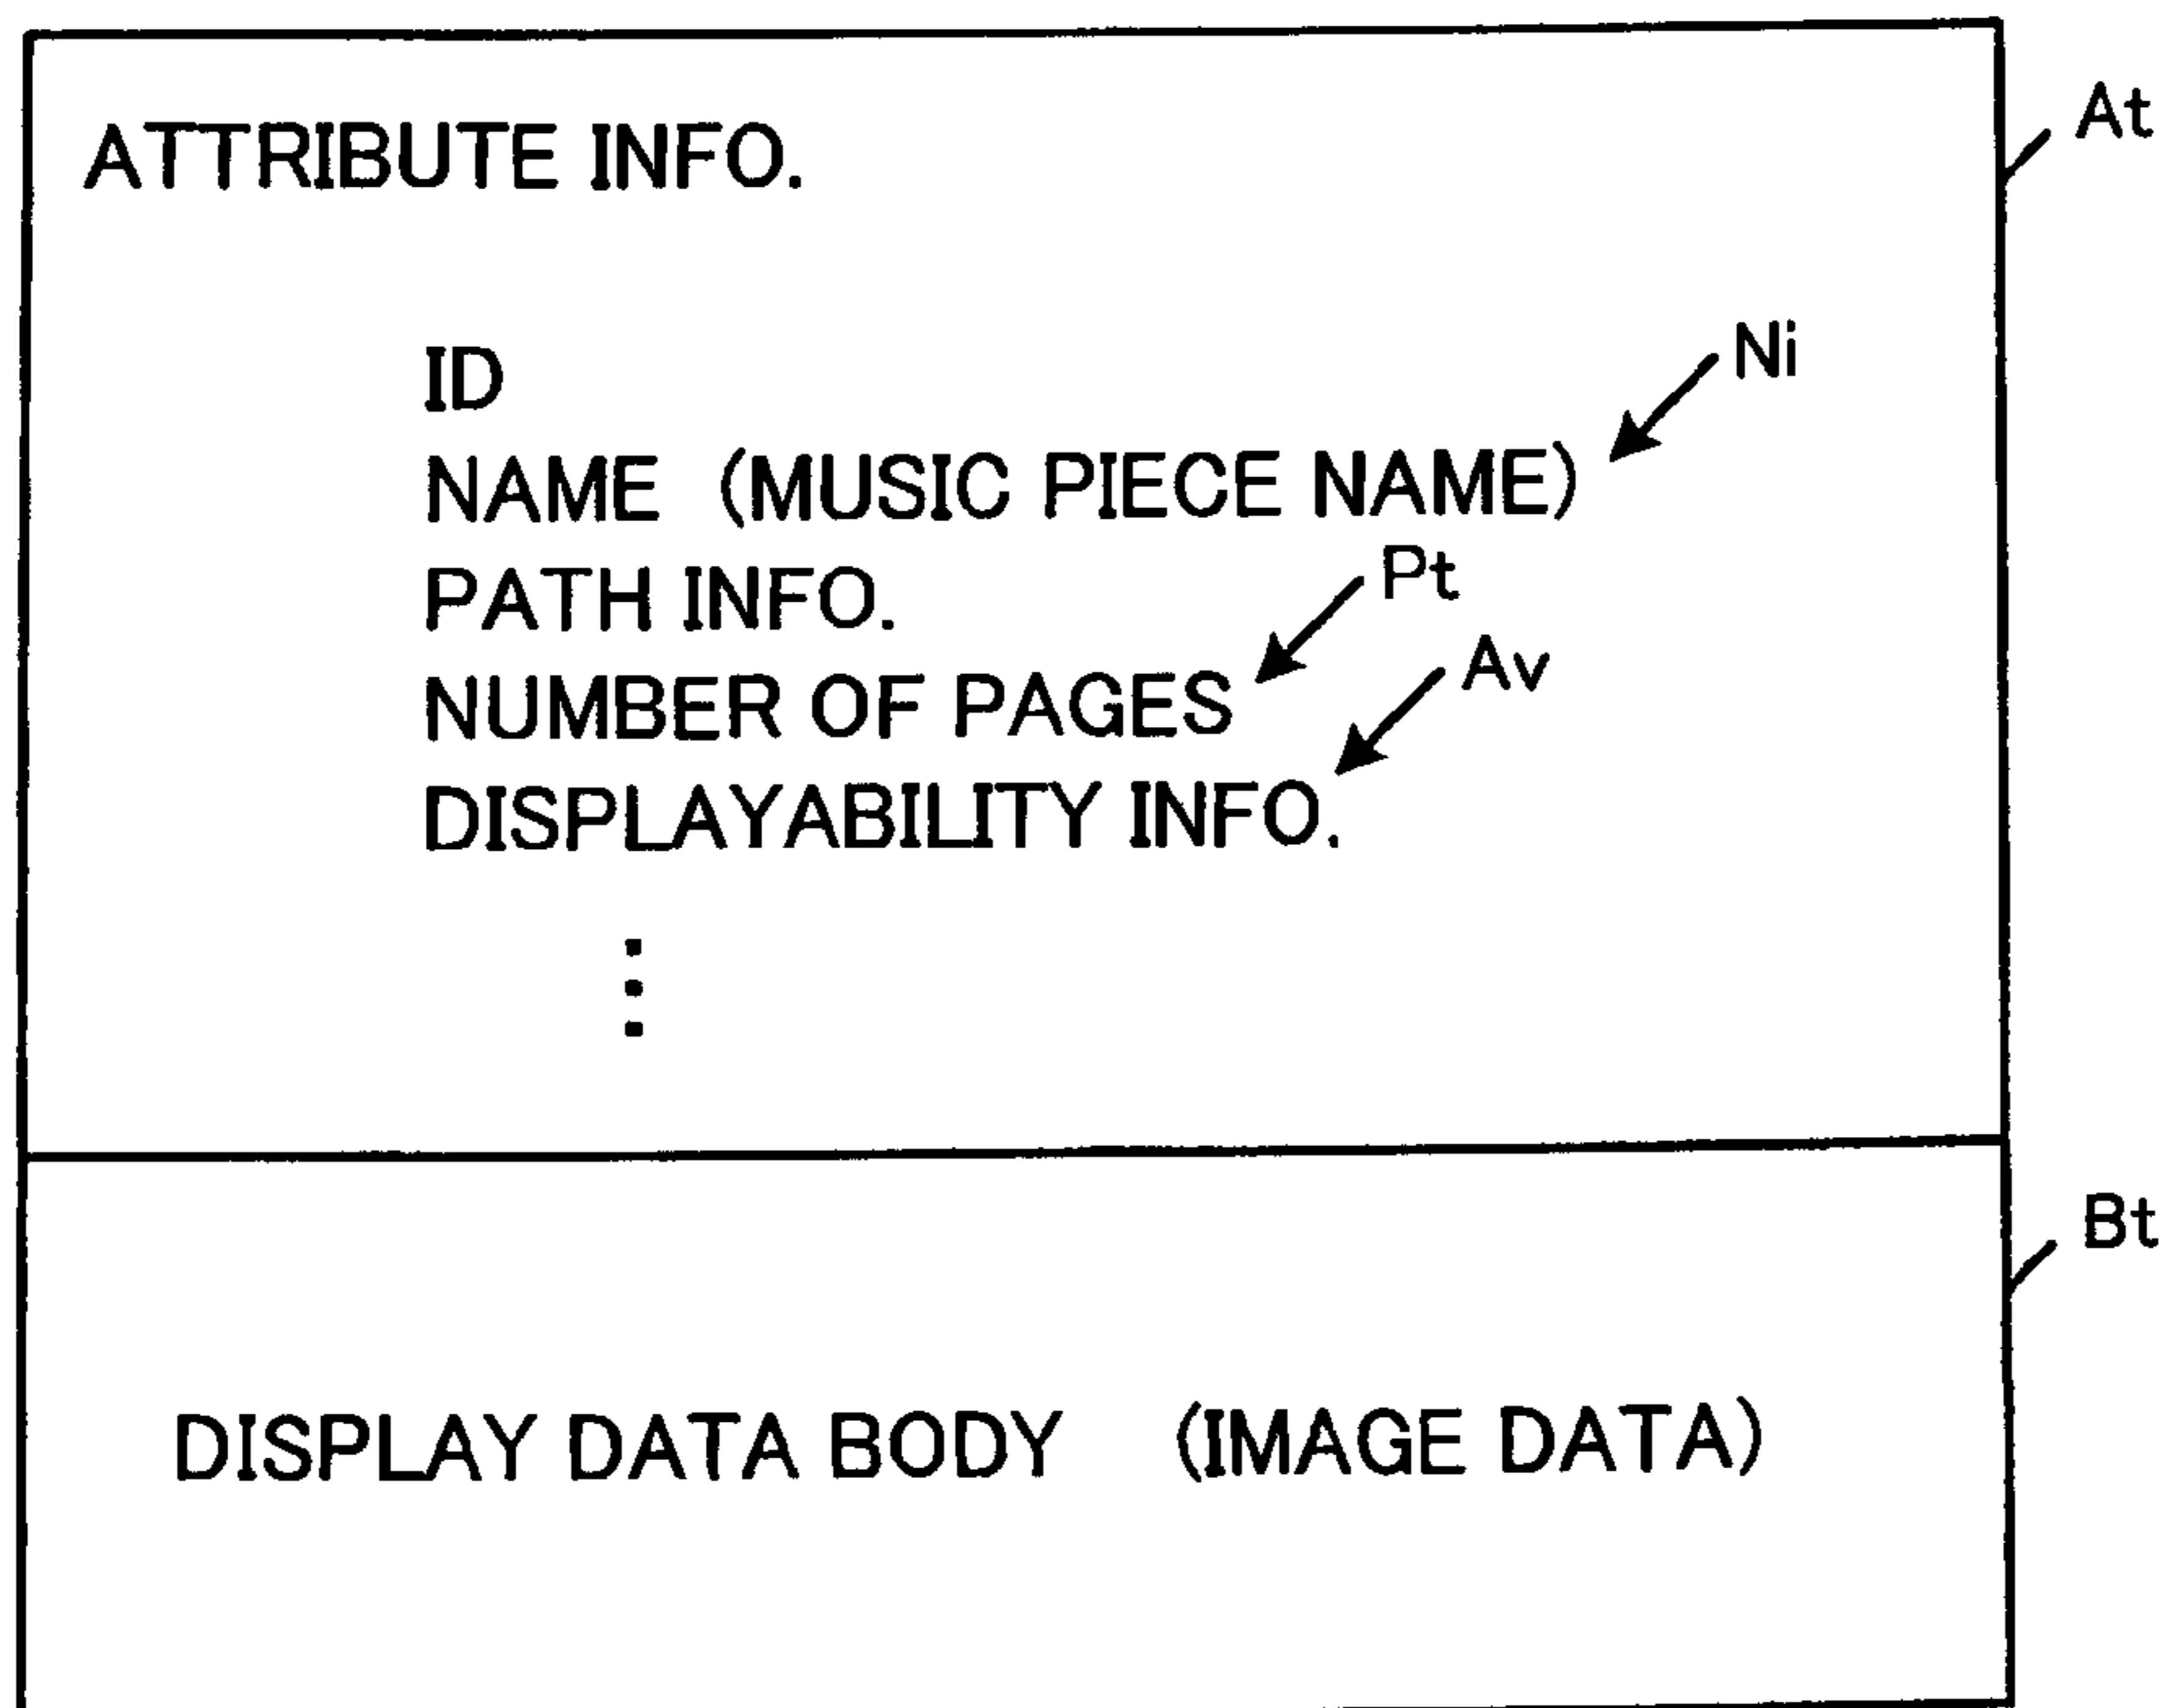 At
ATTRIBUTE INFO.
ID
Ni
NAME (MUSIC PIECE NAME)
PATH INFO.
Pt
NUMBER OF PAGES
Av
DISPLAYABILITY INFO.
Bt
DISPLAY DATA BODY (IMAGE DATA)